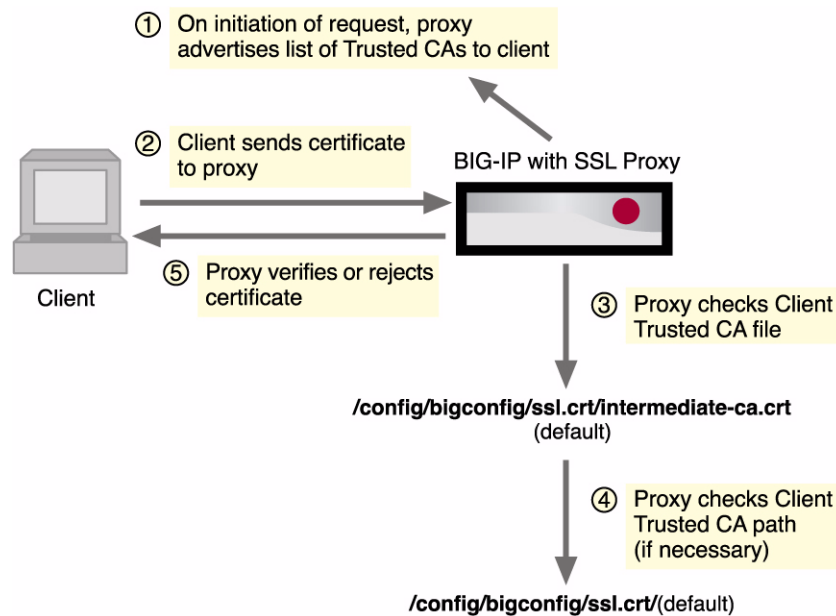 ① On initiation of request, proxy
advertises list of Trusted CAs to client
② Client sends certificate
to proxy
BIG-IP with SSL Proxy
⑤ Proxy verifies or rejects
certificate
Client
③ Proxy checks Client
Trusted CA file
/config/bigconfig/ssl.crt/intermediate-ca.crt
(default)
④ Proxy checks Client
Trusted CA path
(if necessary)
/config/bigconfig/ssl.crt/(default)